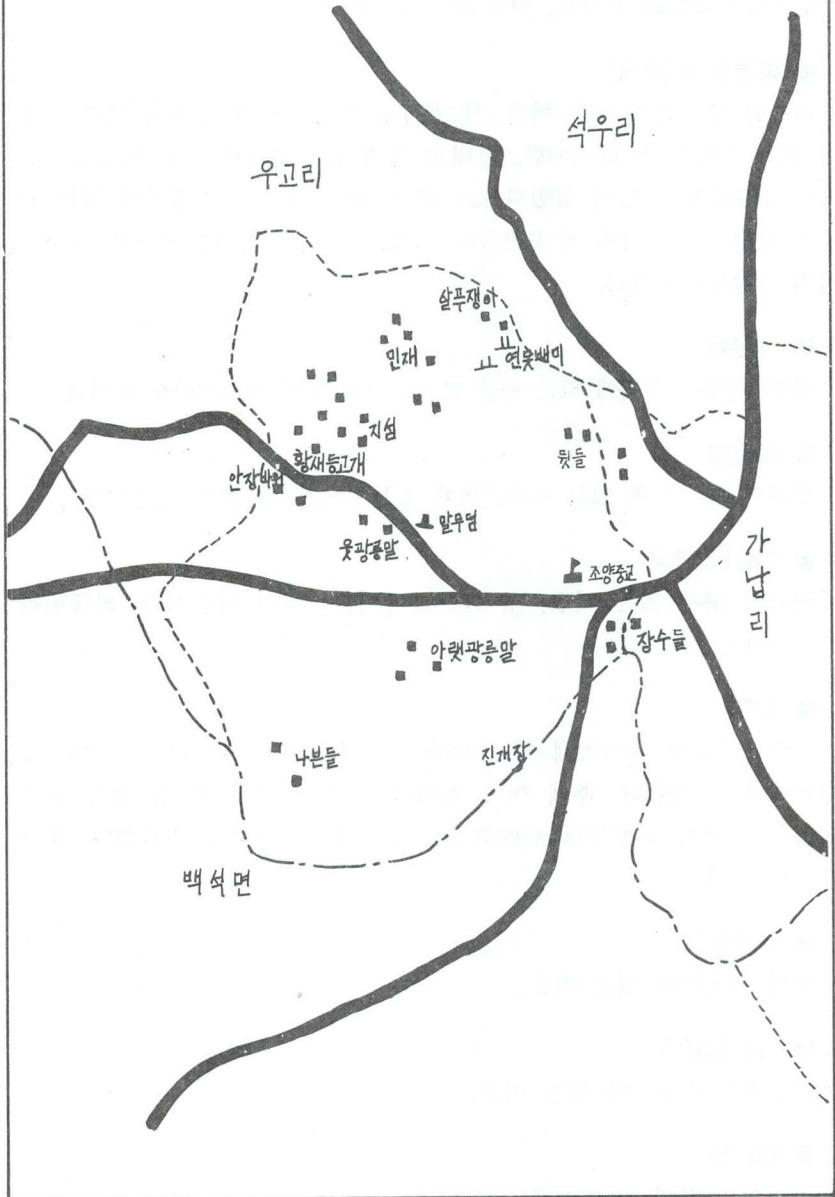 석우리
우고리
살푸쟁이
민재
연못배미
지섬
뒷들
황새등고개
안장바위
말무덤
웃광릉말
조양중교
가납리
장수들
아랫광릉말
나븐들
진개장
백석면